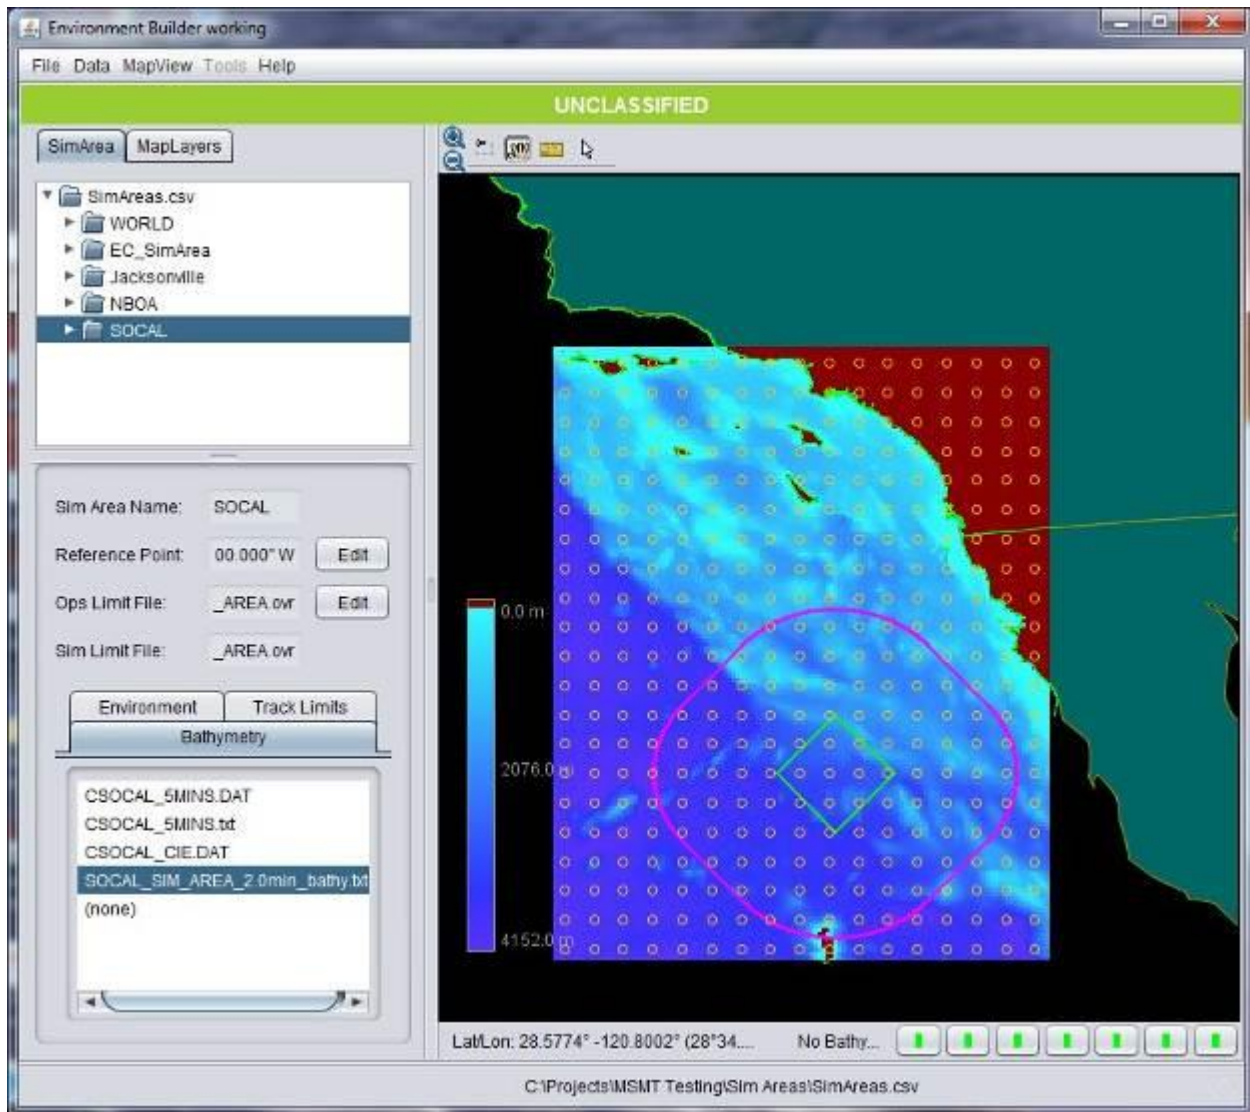 Environment Builder working
File Data MapView Tools Help
UNCLASSIFIED
SimArea MapLayers
SimAreas.csv
WORLD
EC_SimArea
Jacksonville
NBOA
SOCAL
Sim Area Name: SOCAL
Reference Point: 00.000" W Edit
Ops Limit File: _AREA.ovr Edit
Sim Limit File: _AREA.ovr
Environment Track Limits
Bathymetry
CSOCAL_5MINS.DAT
CSOCAL_5MINS.txt
CSOCAL_CIE.DAT
SOCAL_SIM_AREA_2.0min_bathy.txt
(none)
0.0 m
2076.0 m
4152.0 m
Lat/Lon: 28.5774° -120.8002° (28°34.... No Bathy...
C:\Projects\MSMT Testing\Sim Areas\SimAreas.csv